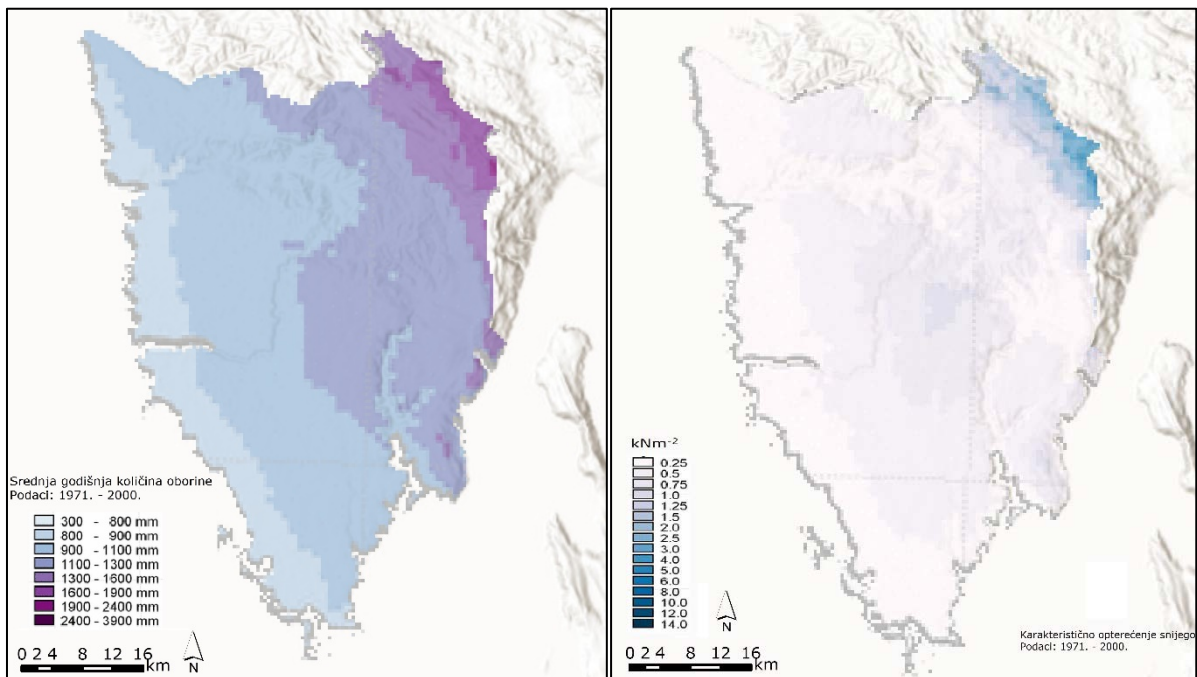 Srednja godišnja količina oborine
Podaci: 1971. - 2000.
300 - 800 mm
800 - 900 mm
900 - 1100 mm
1100 - 1300 mm
1300 - 1600 mm
1600 - 1900 mm
1900 - 2400 mm
2400 - 3900 mm
0 2 4 8 12 16 km
N
kNm-2
0.25
0.5
0.75
1.0
1.25
1.5
2.0
2.5
3.0
4.0
5.0
6.0
8.0
10.0
12.0
14.0
N
0 2 4 8 12 16 km
Karakteristično opterećenje snijego
Podaci: 1971. - 2000.